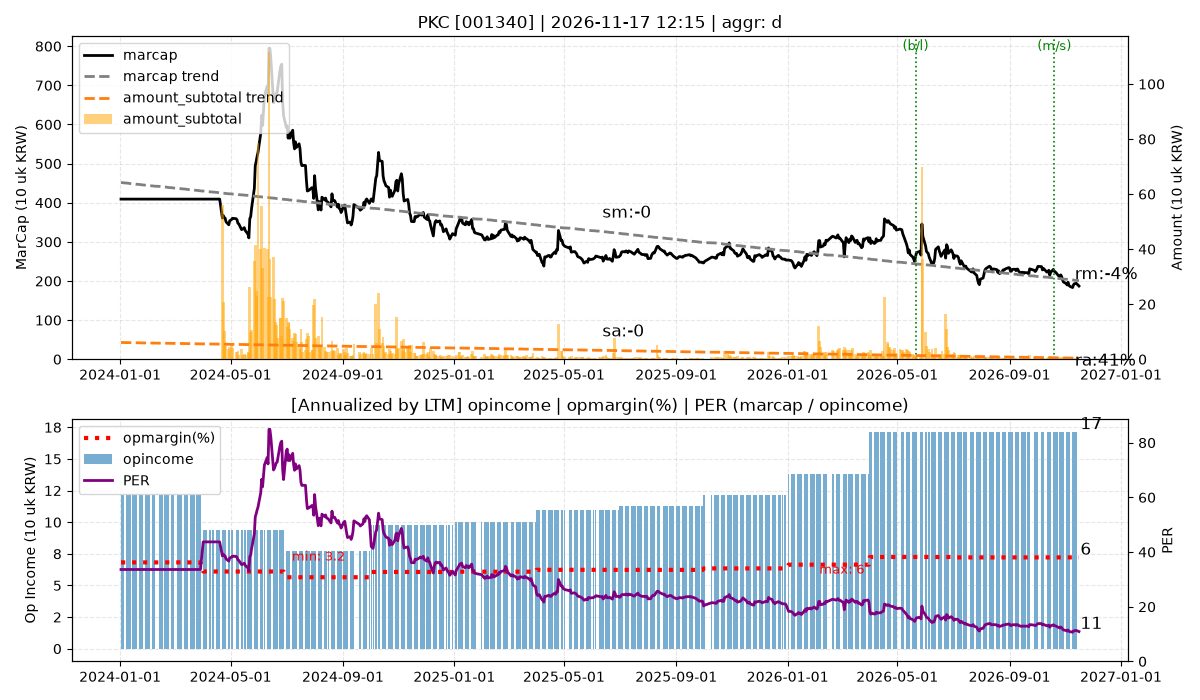 PKC [001340] | 2026-11-17 12:15 | aggr: d
MarCap (10 uk KRW)
Amount (10 uk KRW)
800
700
600
500
400
300
200
100
0
100
80
60
40
20
0
marcap
marcap trend
amount_subtotal trend
amount_subtotal
(b/l)
(m/s)
sm:-0
sa:-0
rm:-4%
ra:41%
2024-01-01
2024-05-01
2024-09-01
2025-01-01
2025-05-01
2025-09-01
2026-01-01
2026-05-01
2026-09-01
2027-01-01
[Annualized by LTM] opincome | opmargin(%) | PER (marcap / opincome)
Op Income (10 uk KRW)
PER
18
15
12
10
8
5
2
0
80
60
40
20
0
opmargin(%)
opincome
PER
min: 3.2
max: 6
17
6
11
2024-01-01
2024-05-01
2024-09-01
2025-01-01
2025-05-01
2025-09-01
2026-01-01
2026-05-01
2026-09-01
2027-01-01